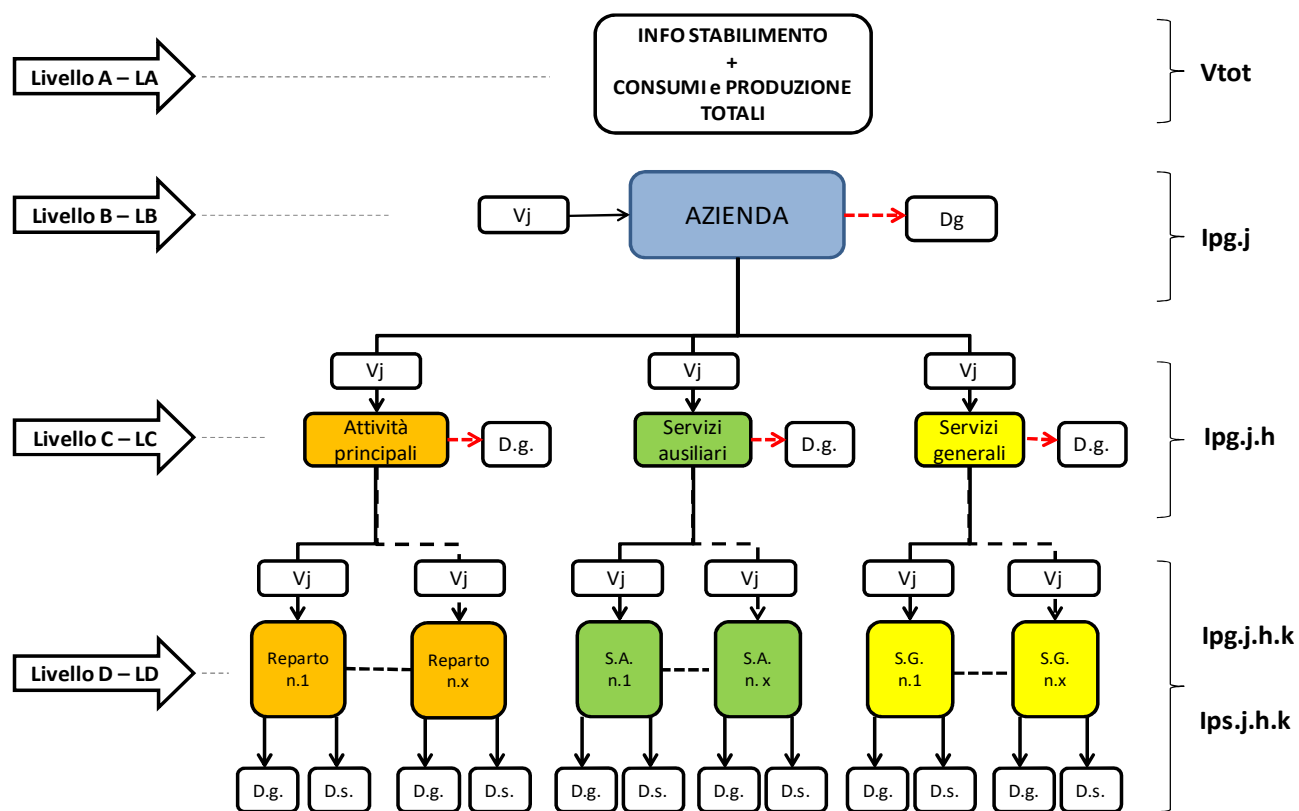 INFO STABILIMENTO
+
CONSUMI e PRODUZIONE
TOTALI
Livello A – LA
Vtot
Livello B – LB
Vj
AZIENDA
Dg
Ipg.j
Vj
Vj
Vj
Livello C – LC
Attività
principali
D.g.
Servizi
ausiliari
D.g.
Servizi
generali
D.g.
Ipg.j.h
Vj
Vj
Vj
Vj
Vj
Vj
Livello D – LD
Reparto
n.1
Reparto
n.x
S.A.
n.1
S.A.
n. x
S.G.
n.1
S.G.
n.x
Ipg.j.h.k
Ips.j.h.k
D.g.
D.s.
D.g.
D.s.
D.g.
D.s.
D.g.
D.s.
D.g.
D.s.
D.g.
D.s.